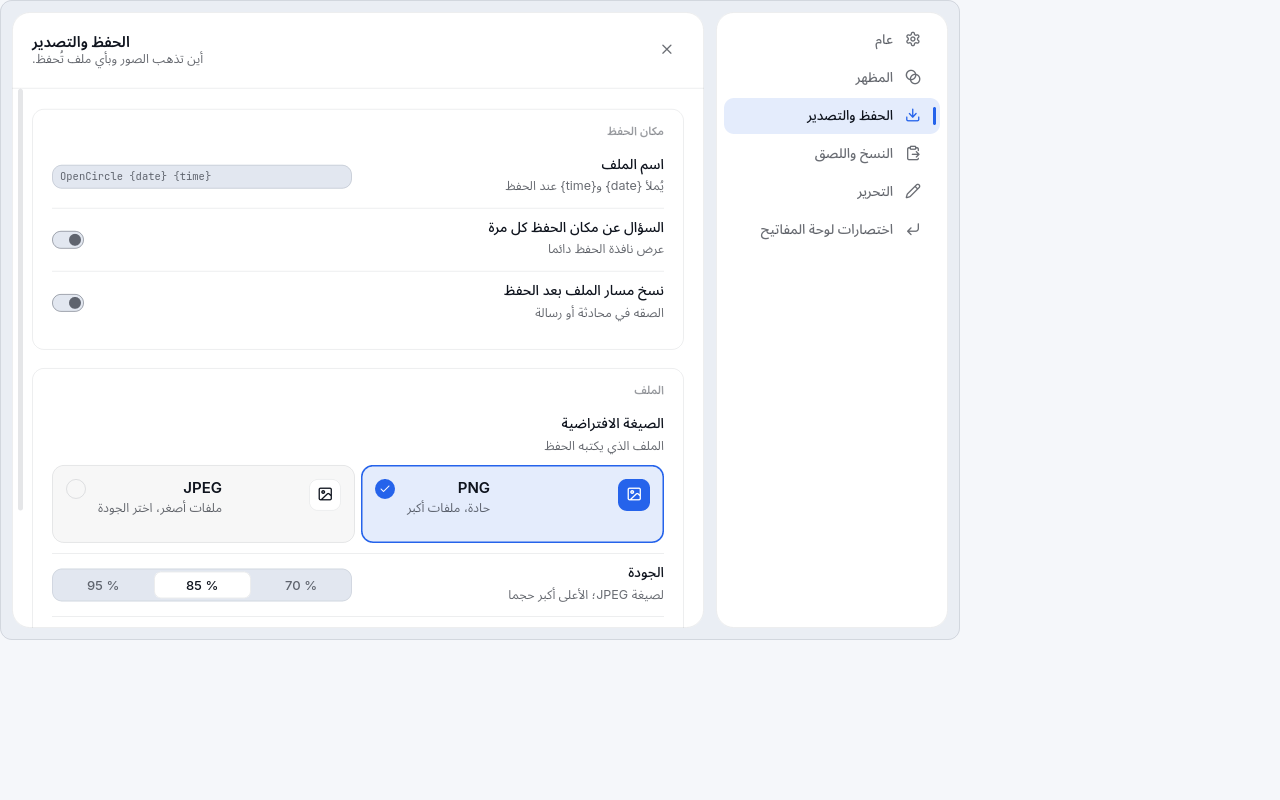 عام
المظهر
الحفظ والتصدير
النسخ واللصق
التحرير
اختصارات لوحة المفاتيح
الحفظ والتصدير
أين تذهب الصور وبأي ملف تُحفظ.
مكان الحفظ
اسم الملف
يُملأ {date} و{time} عند الحفظ
OpenCircle {date} {time}
السؤال عن مكان الحفظ كل مرة
عرض نافذة الحفظ دائما
نسخ مسار الملف بعد الحفظ
الصقه في محادثة أو رسالة
الملف
الصيغة الافتراضية
الملف الذي يكتبه الحفظ
PNG
حادة، ملفات أكبر
JPEG
ملفات أصغر، اختر الجودة
الجودة
لصيغة JPEG؛ الأعلى أكبر حجما
70 %
85 %
95 %